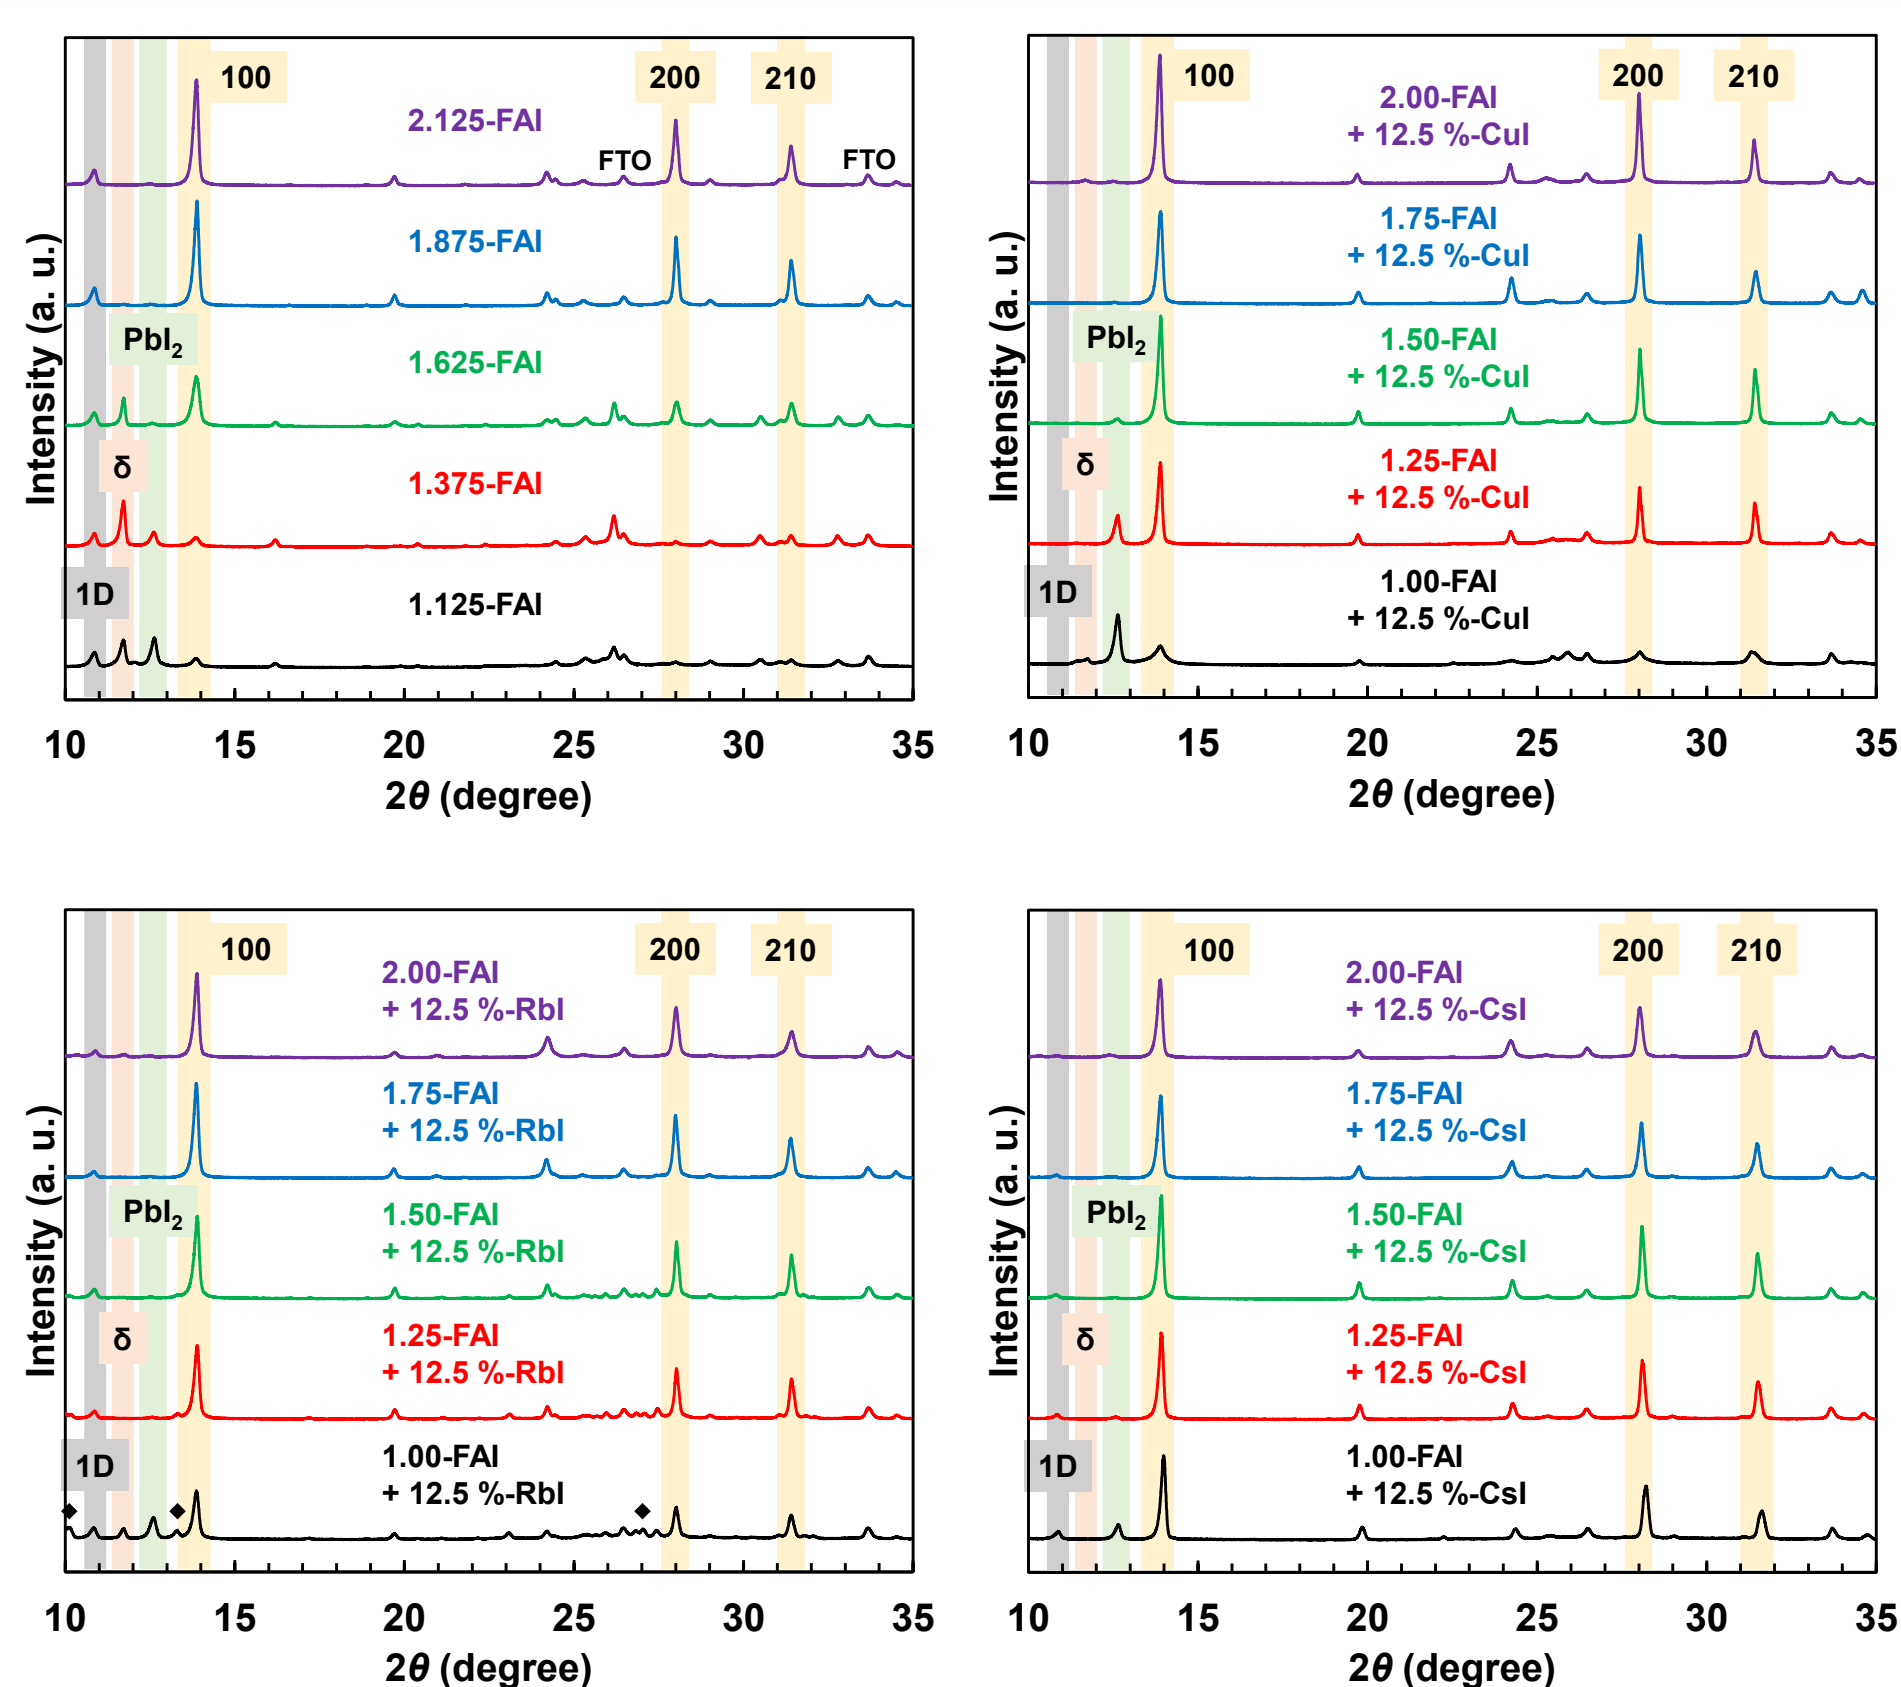 100
200
210
2.125-FAI
FTO
FTO
1.875-FAI
PbI₂
1.625-FAI
δ
1.375-FAI
1D
1.125-FAI
Intensity (a. u.)
10 15 20 25 30 35
2θ (degree)
100
200
210
2.00-FAI
+ 12.5 %-CuI
1.75-FAI
+ 12.5 %-CuI
PbI₂
1.50-FAI
+ 12.5 %-CuI
δ
1.25-FAI
+ 12.5 %-CuI
1D
1.00-FAI
+ 12.5 %-CuI
Intensity (a. u.)
10 15 20 25 30 35
2θ (degree)
100
200
210
2.00-FAI
+ 12.5 %-RbI
1.75-FAI
+ 12.5 %-RbI
PbI₂
1.50-FAI
+ 12.5 %-RbI
δ
1.25-FAI
+ 12.5 %-RbI
1D
1.00-FAI
+ 12.5 %-RbI
Intensity (a. u.)
10 15 20 25 30 35
2θ (degree)
100
200
210
2.00-FAI
+ 12.5 %-CsI
1.75-FAI
+ 12.5 %-CsI
PbI₂
1.50-FAI
+ 12.5 %-CsI
δ
1.25-FAI
+ 12.5 %-CsI
1D
1.00-FAI
+ 12.5 %-CsI
Intensity (a. u.)
10 15 20 25 30 35
2θ (degree)